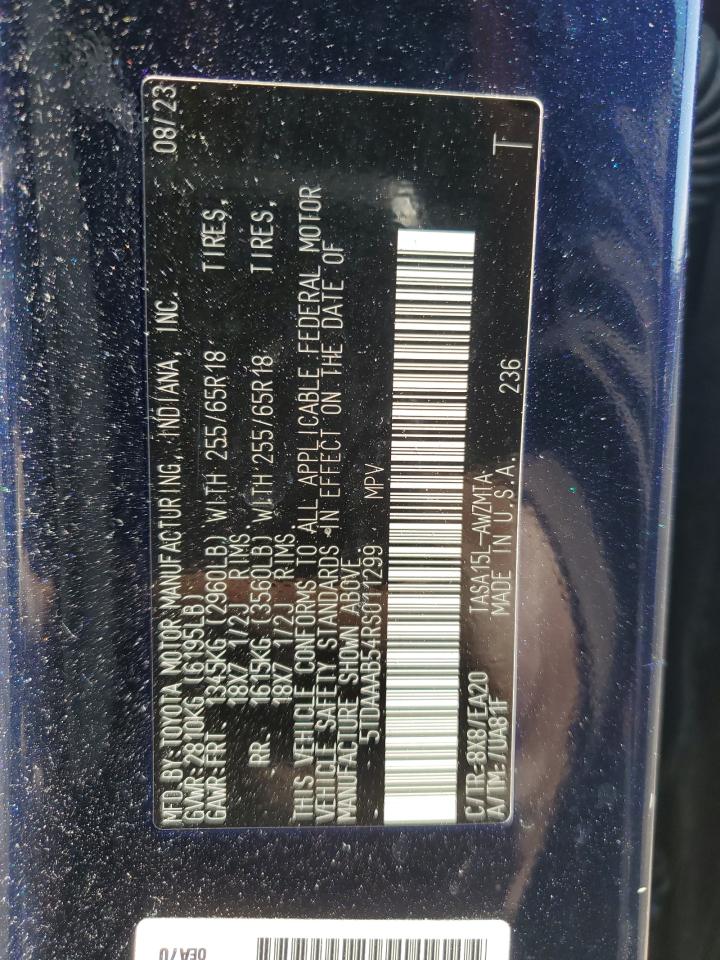 MFD BY:TOYOTA MOTOR MANUFACTURING, INDIANA, INC. 08/23
GVWR:2810KG (6195LB)
GAWR:FRT 1345KG (2960LB) WITH 255/65R18 TIRES,
18X7 1/2J RIMS.
RR. 1615KG (3560LB) WITH 255/65R18 TIRES,
18X7 1/2J RIMS.
THIS VEHICLE CONFORMS TO ALL APPLICABLE FEDERAL MOTOR
VEHICLE SAFETY STANDARDS IN EFFECT ON THE DATE OF
MANUFACTURE SHOWN ABOVE.
5TDAAAB54RS011299 MPV
C/TR-8X8/EA20 TASA15L-AWZMTA
A/TM-/UA81F MADE IN U.S.A. 236
T
0EA70